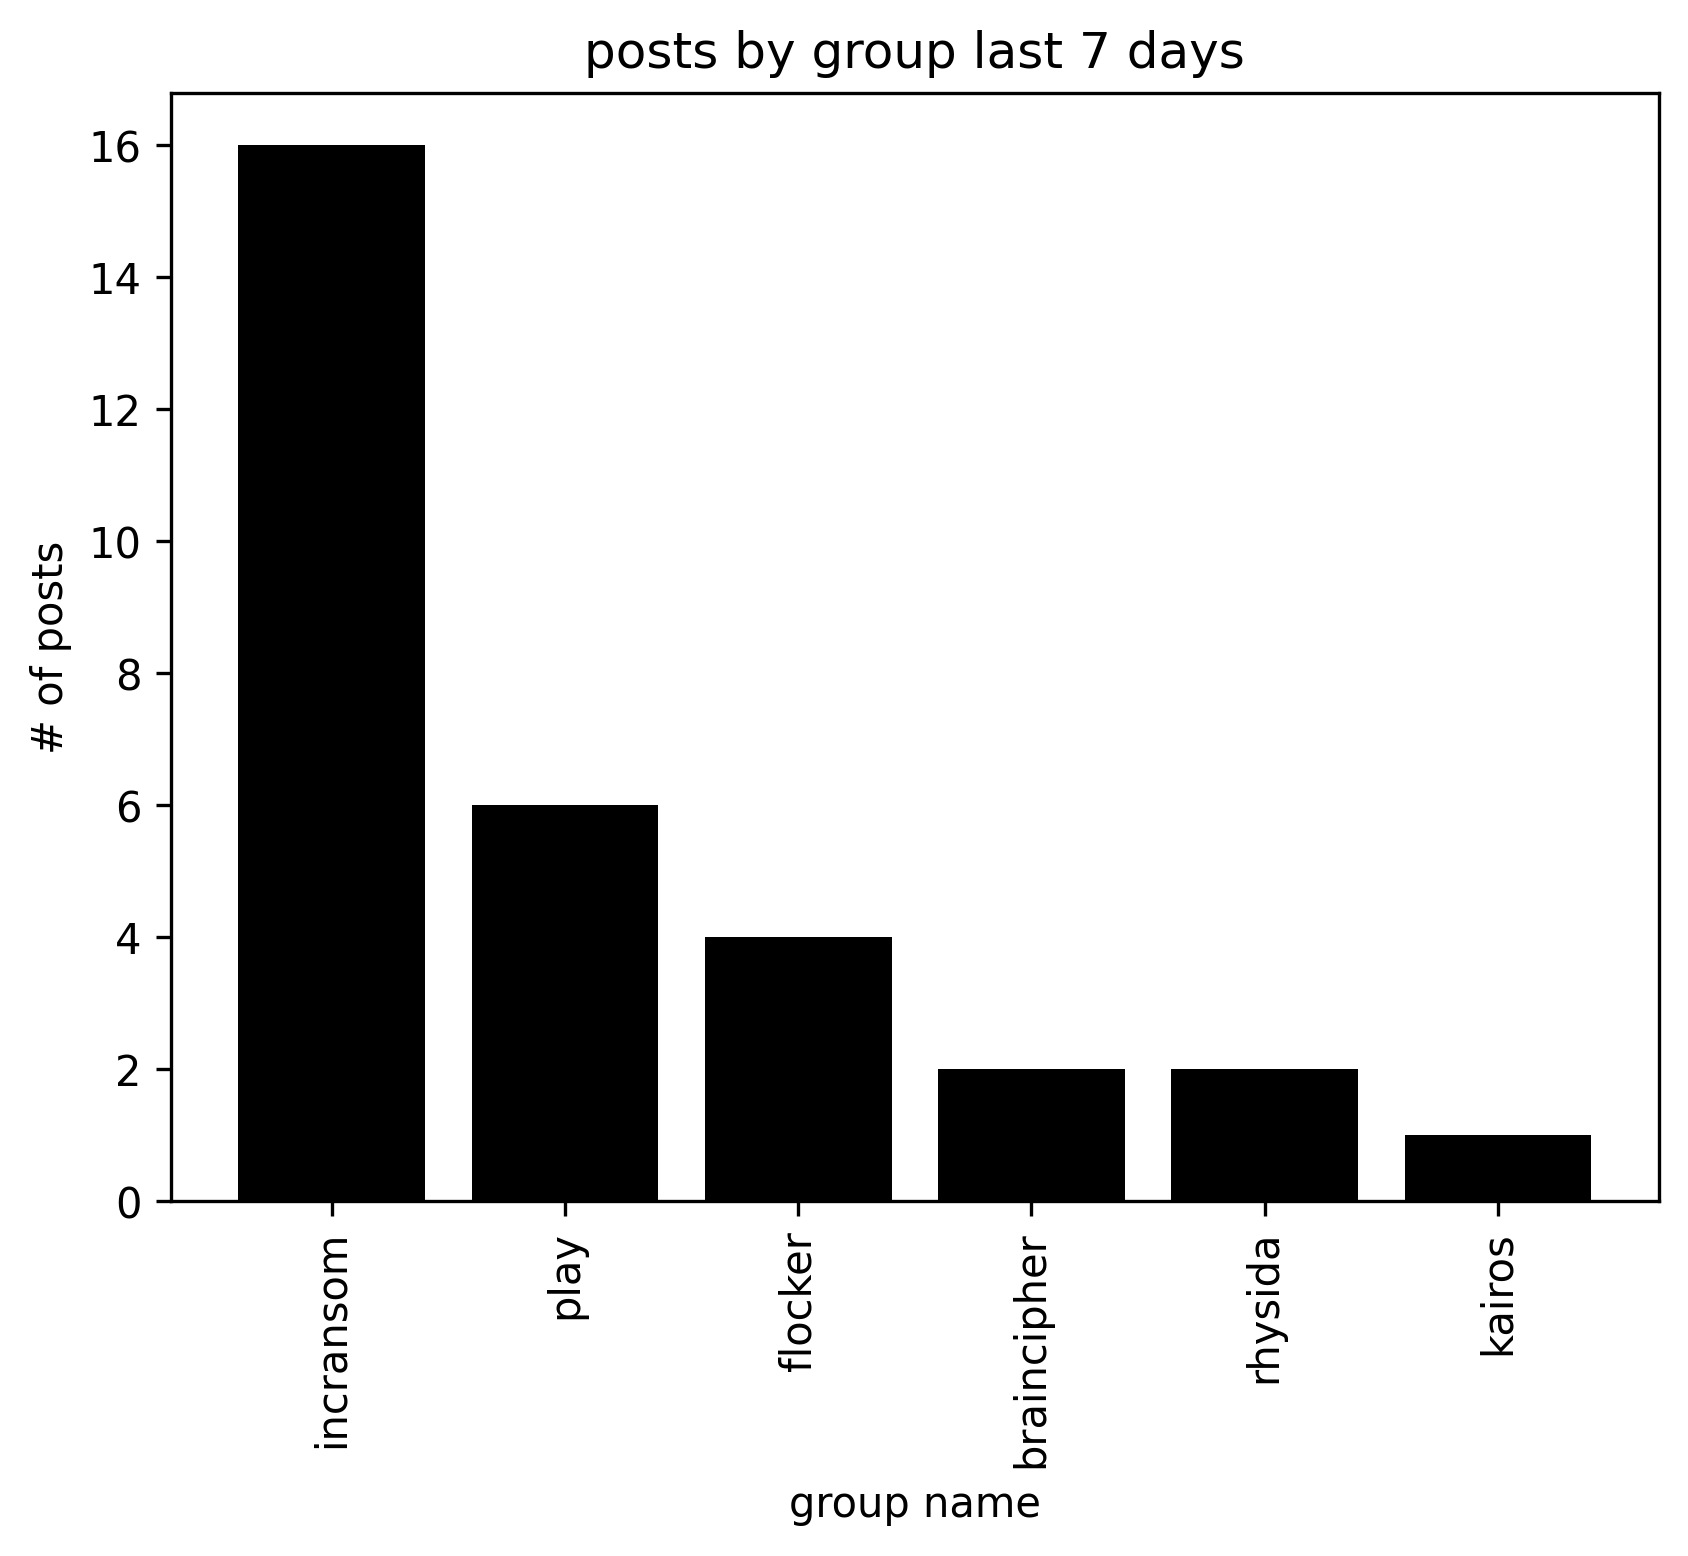 posts by group last 7 days
# of posts
16
14
12
10
8
6
4
2
0
incransom
play
flocker
braincipher
rhysida
kairos
group name